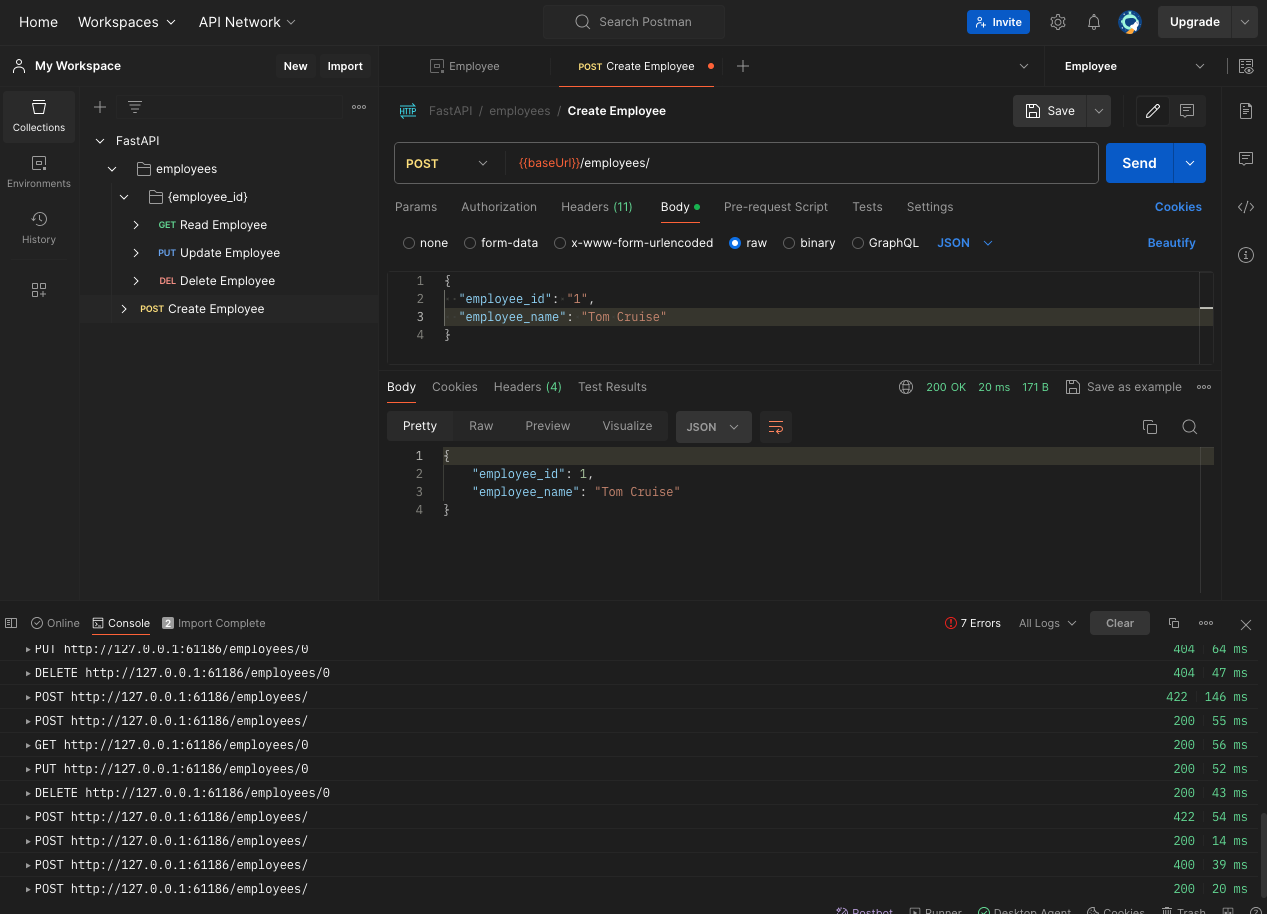 Home Workspaces API Network Search Postman Invite Upgrade
My Workspace New Import Employee POST Create Employee Employee
Collections
Environments
History
FastAPI
employees
{employee_id}
GET Read Employee
PUT Update Employee
DEL Delete Employee
POST Create Employee
HTTP FastAPI / employees / Create Employee Save
POST {{baseUrl}}/employees/ Send
Params Authorization Headers (11) Body Pre-request Script Tests Settings Cookies
none form-data x-www-form-urlencoded raw binary GraphQL JSON Beautify
1 {
2 "employee_id": "1",
3 "employee_name": "Tom Cruise"
4 }
Body Cookies Headers (4) Test Results 200 OK 20 ms 171 B Save as example
Pretty Raw Preview Visualize JSON
1 {
2 "employee_id": 1,
3 "employee_name": "Tom Cruise"
4 }
Online Console 2 Import Complete 7 Errors All Logs Clear
PUT http://127.0.0.1:61186/employees/0 404 64 ms
DELETE http://127.0.0.1:61186/employees/0 404 47 ms
POST http://127.0.0.1:61186/employees/ 422 146 ms
POST http://127.0.0.1:61186/employees/ 200 55 ms
GET http://127.0.0.1:61186/employees/0 200 56 ms
PUT http://127.0.0.1:61186/employees/0 200 52 ms
DELETE http://127.0.0.1:61186/employees/0 200 43 ms
POST http://127.0.0.1:61186/employees/ 422 54 ms
POST http://127.0.0.1:61186/employees/ 200 14 ms
POST http://127.0.0.1:61186/employees/ 400 39 ms
POST http://127.0.0.1:61186/employees/ 200 20 ms
Postbot Runner Desktop Agent Cookies Trash